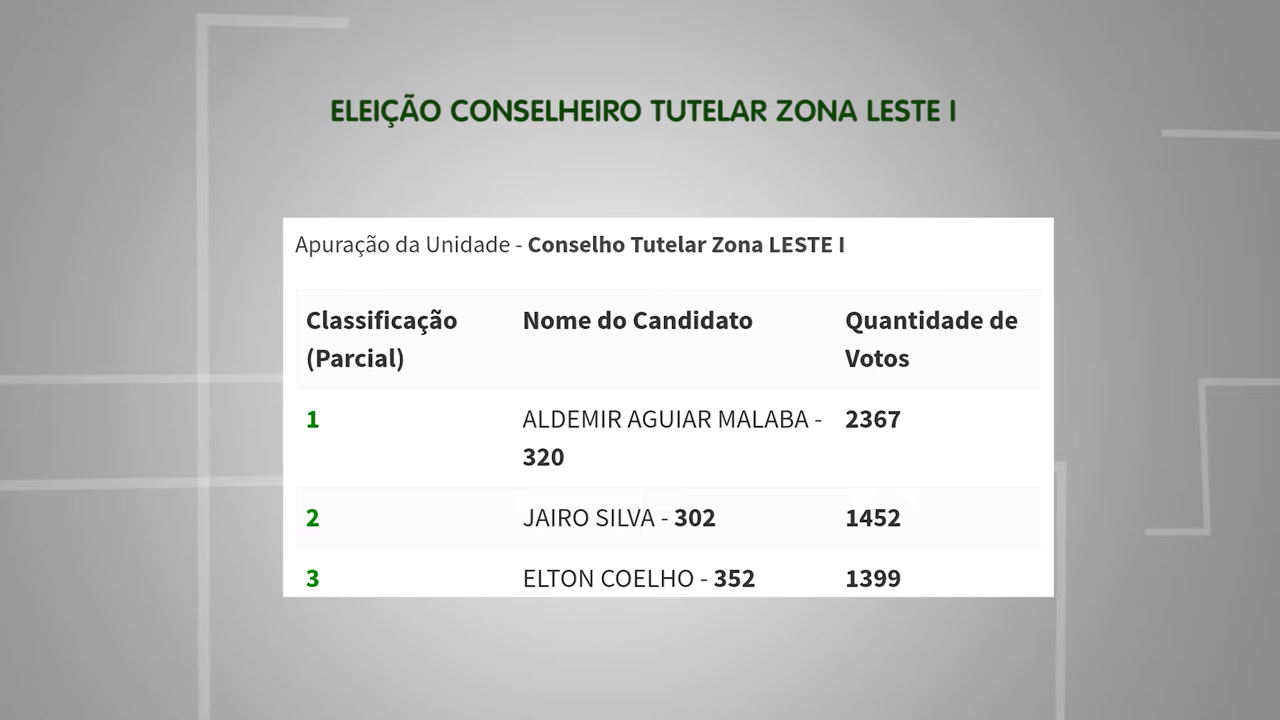 ELEIÇÃO CONSELHEIRO TUTELAR ZONA LESTE I
Apuração da Unidade - Conselho Tutelar Zona LESTE I
Classificação (Parcial)
Nome do Candidato
Quantidade de Votos
1 ALDEMIR AGUIAR MALABA - 320 2367
2 JAIRO SILVA - 302 1452
3 ELTON COELHO - 352 1399